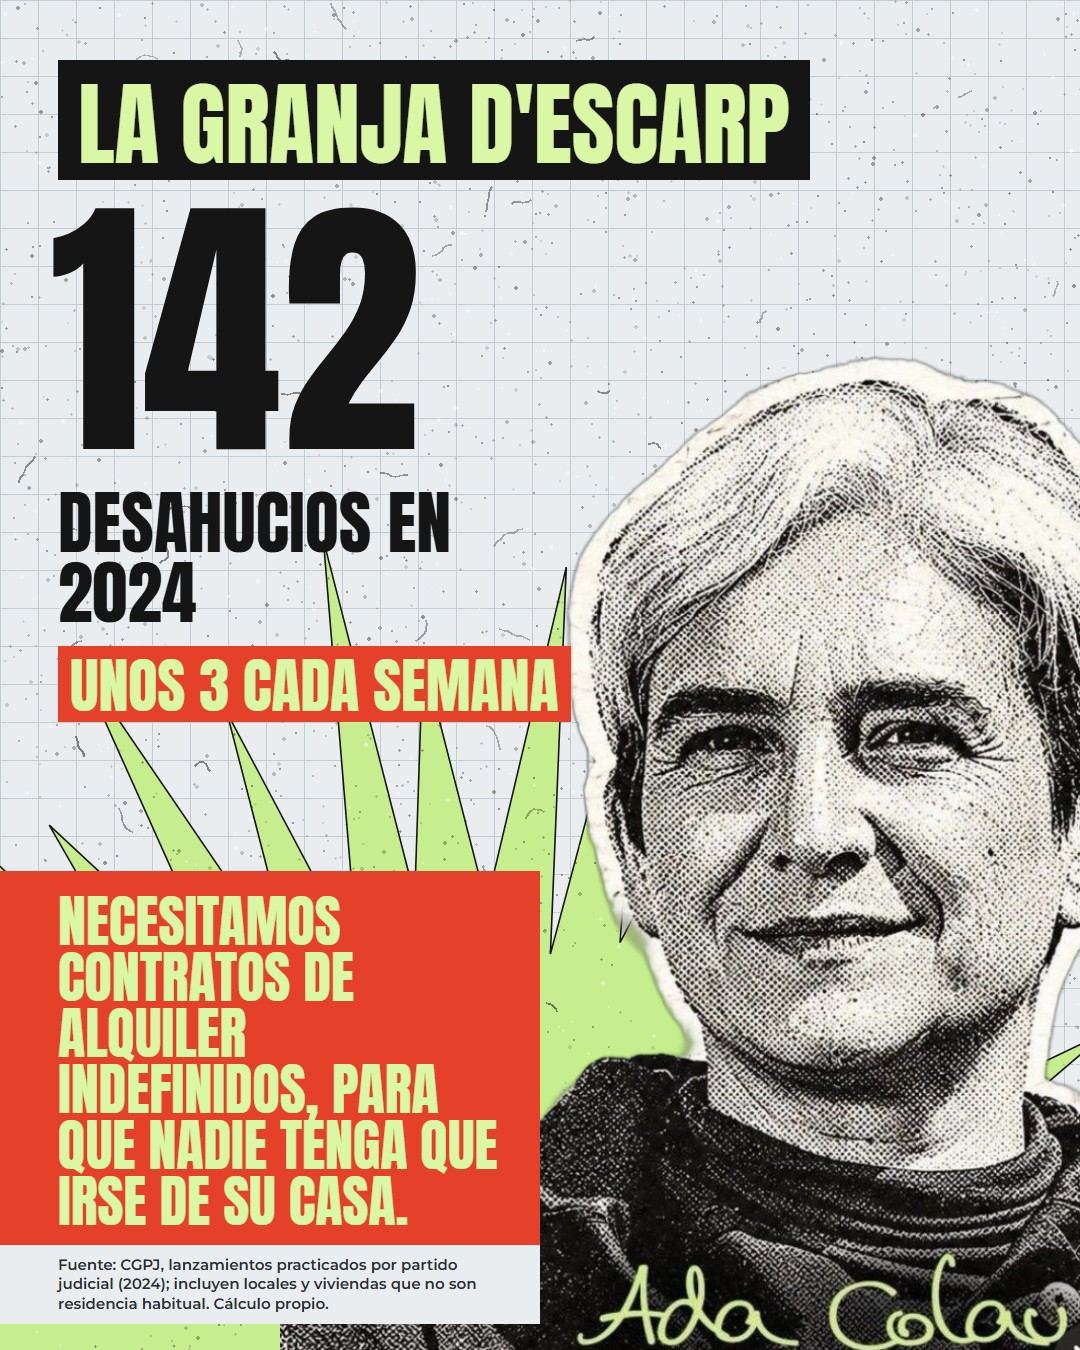 LA GRANJA D'ESCARP
142
DESAHUCIOS EN
2024
UNOS 3 CADA SEMANA
NECESITAMOS
CONTRATOS DE
ALQUILER
INDEFINIDOS, PARA
QUE NADIE TENGA QUE
IRSE DE SU CASA.
Fuente: CGPJ, lanzamientos practicados por partido
judicial (2024); incluyen locales y viviendas que no son
residencia habitual. Cálculo propio.
Ada Colau